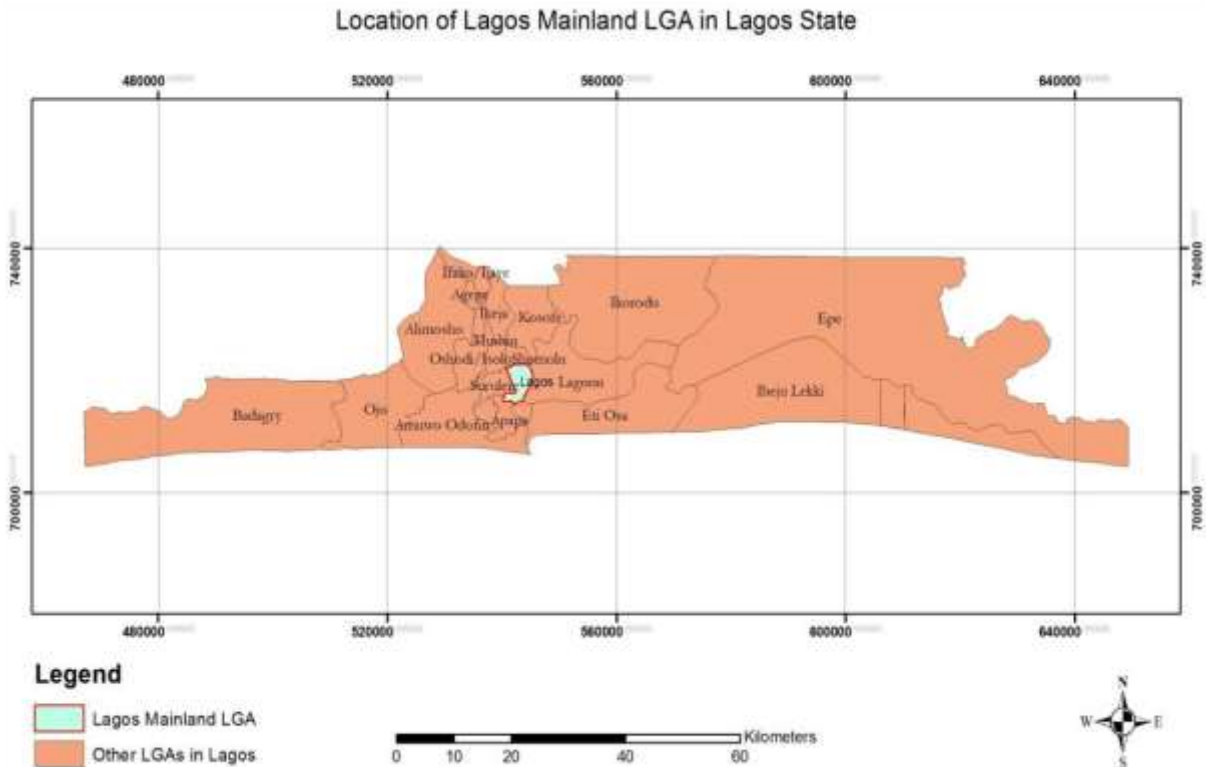 Location of Lagos Mainland LGA in Lagos State
480000 520000 560000 600000 640000
740000 740000
Ifako/Ijaye
Agege
Ikeja Kosofe Ikorodu
Alimosho Epe
Mushin
Oshodi/Isolo Shomolu
Surulere Lagos Lagoon Ibeju Lekki
Badagry Ojo Apapa Eti Osa
Amuwo Odofin
700000 700000
480000 520000 560000 600000 640000
Legend
Lagos Mainland LGA
Other LGAs in Lagos
Kilometers
0 10 20 40 60
N
W E
S